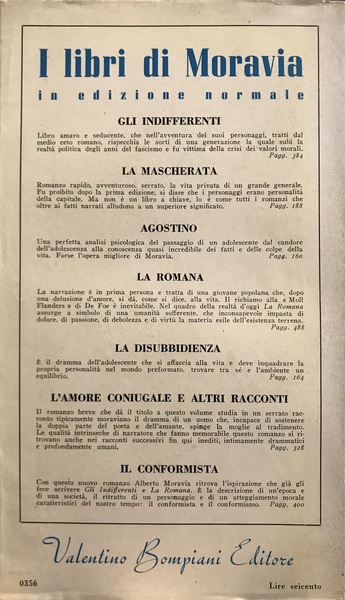 I libri di Moravia
in edizione normale
GLI INDIFFERENTI
Libro amaro e seducente, che nell'avventura dei suoi personaggi, tratti dal
medio ceto romano, rispecchia le sorti di una generazione la quale subì la
realtà politica degli anni del fascismo e fu vittima della crisi dei valori morali.
Pagg. 384
LA MASCHERATA
Romanzo rapido, avventuroso, serrato, la vita privata di un grande generale.
Fu proibito dopo la prima edizione, si disse che i personaggi erano personalità
della capitale. Ma non è un libro a chiave, lo è come tutti i romanzi che
oltre ai fatti narrati alludono a un superiore significato. Pagg. 188
AGOSTINO
Una perfetta analisi psicologica del passaggio di un adolescente dal candore
dell'adolescenza alla conoscenza quasi incredibile dei fatti e delle colpe della
vita. Forse l'opera migliore di Moravia. Pagg. 160
LA ROMANA
La narrazione è in prima persona e tratta di una giovane popolana che, dopo
una delusione d'amore, si dà, come si dice, alla vita. Il richiamo alla « Moll
Flanders » di De Foe è inevitabile. Nel quadro della realtà d'oggi La Romana
assurge a simbolo di una umanità sofferente, che inconsapevole impasta di
dolore, di passione, di debolezza e di virtù la materia esile dell'esistenza terrena.
Pagg. 488
LA DISUBBIDIENZA
È il dramma dell'adolescente che si affaccia alla vita e deve inquadrare la
propria personalità nel mondo preformato, trovare tra sé e l'ambiente un
equilibrio. Pagg. 164
L'AMORE CONIUGALE E ALTRI RACCONTI
Il romanzo breve che dà il titolo a questo volume studia in un serrato rac-
conto tipicamente moraviano il dramma di un uomo che, incapace di sostenere
la doppia parte del poeta e dell'amante, spinge la moglie al tradimento.
Le qualità intrinseche di narratore che fanno memorabile questo romanzo si ri-
trovano anche nei racconti successivi fin qui inediti, intimamente drammatici
e profondamente umani. Pagg. 328
IL CONFORMISTA
Con questo nuovo romanzo Alberto Moravia ritrova l'ispirazione che già gli
fece scrivere Gli Indifferenti e La Romana. È la descrizione di un'epoca e
di una società, il ritratto di un personaggio e di un atteggiamento morale
caratteristici del nostro tempo: il conformista e il conformismo. Pagg. 400
Valentino Bompiani Editore
0356
Lire seicento